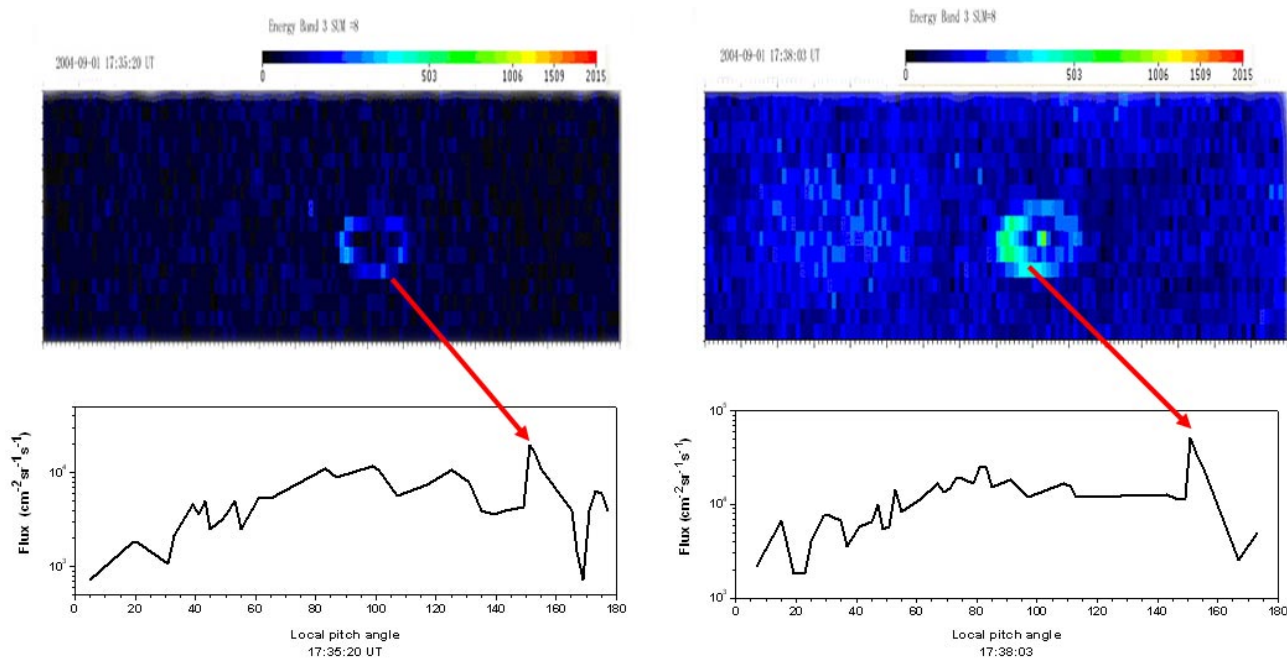 Energy Band 3 SUM =8
2004-09-01 17:35:20 UT
0 503 1006 1509 2015
Energy Band 3 SUM=8
2004-09-01 17:38:03 UT
0 503 1006 1509 2015
Flux (cm⁻²sr⁻¹s⁻¹)
10⁴
10³
0 20 40 60 80 100 120 140 160 180
Local pitch angle
17:35:20 UT
Flux (cm⁻²sr⁻¹s⁻¹)
10⁵
10⁴
10³
0 20 40 60 80 100 120 140 160 180
Local pitch angle
17:38:03